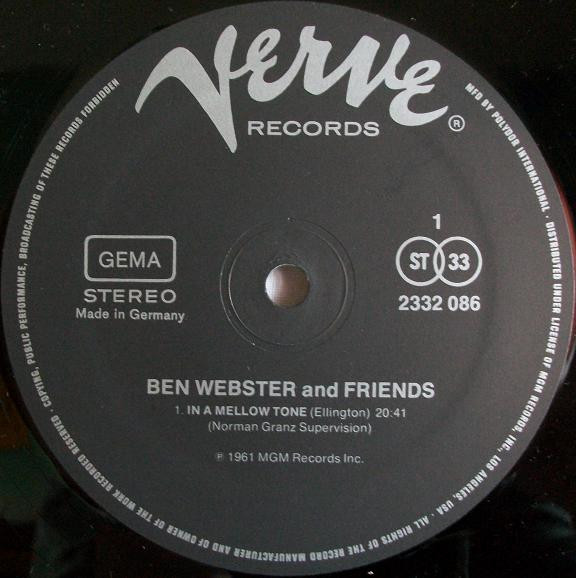 Verve
RECORDS ®
GEMA
STEREO
Made in Germany
1
ST 33
2332 086
BEN WEBSTER and FRIENDS
1. IN A MELLOW TONE (Ellington) 20:41
(Norman Granz Supervision)
℗ 1961 MGM Records Inc.
MFD BY POLYDOR INTERNATIONAL · DISTRIBUTED UNDER LICENSE OF MGM RECORDS, INC., LOS ANGELES, USA · ALL RIGHTS OF THE RECORD MANUFACTURER AND OF OWNER OF THE WORK RECORDED RESERVED · COPYING, PUBLIC PERFORMANCE, BROADCASTING OF THESE RECORDS FORBIDDEN